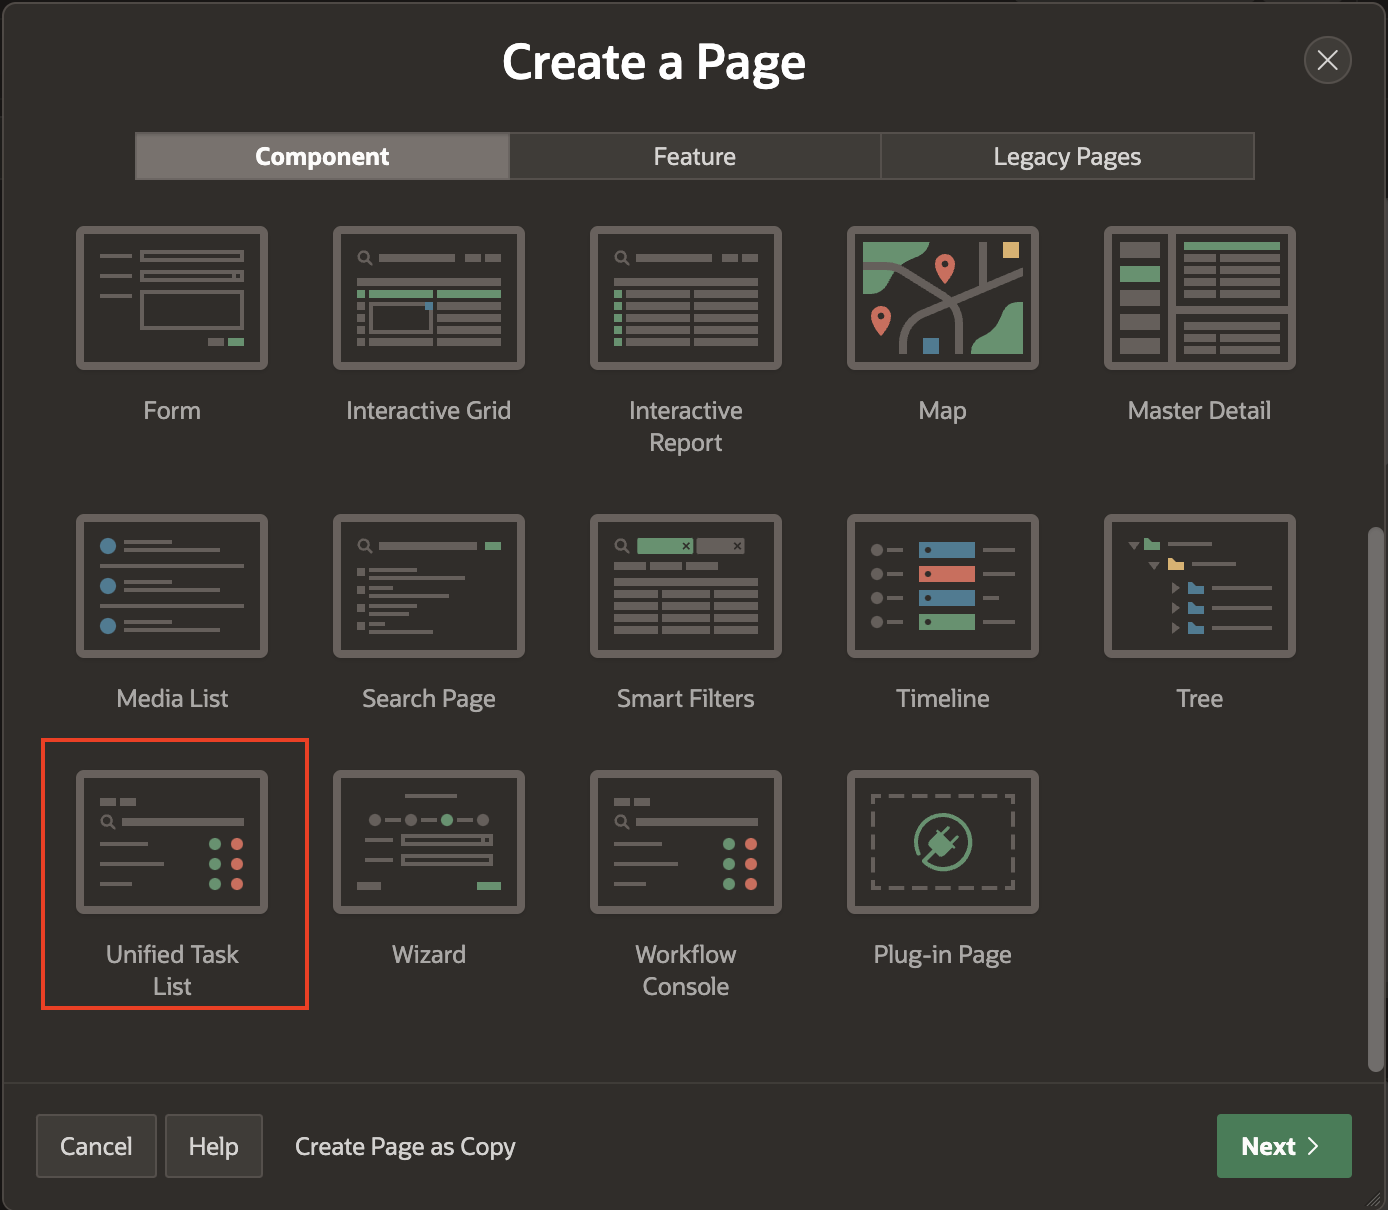 Create a Page
Component
Feature
Legacy Pages
Form
Interactive Grid
Interactive
Report
Map
Master Detail
Media List
Search Page
Smart Filters
Timeline
Tree
Unified Task
List
Wizard
Workflow
Console
Plug-in Page
Cancel
Help
Create Page as Copy
Next